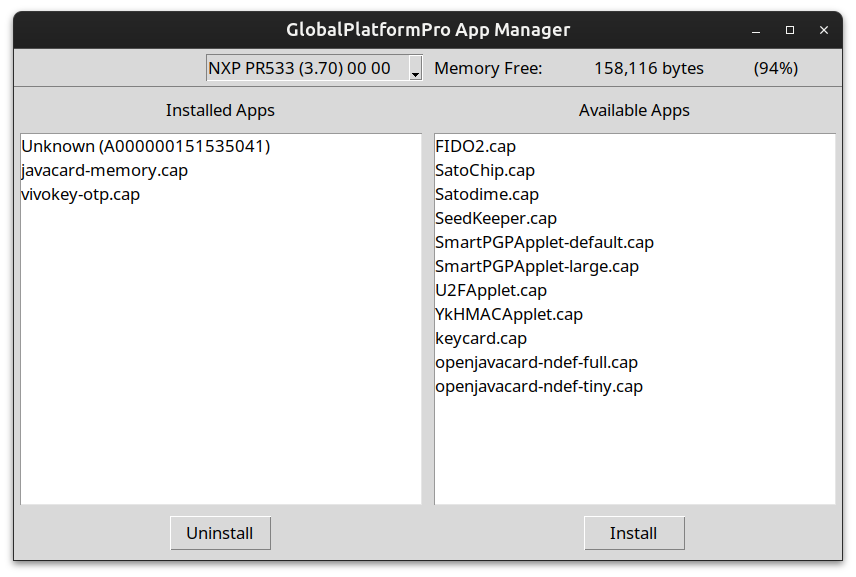 GlobalPlatformPro App Manager
NXP PR533 (3.70) 00 00 Memory Free: 158,116 bytes (94%)
Installed Apps
Unknown (A000000151535041)
javacard-memory.cap
vivokey-otp.cap
Uninstall
Available Apps
FIDO2.cap
SatoChip.cap
Satodime.cap
SeedKeeper.cap
SmartPGPApplet-default.cap
SmartPGPApplet-large.cap
U2FApplet.cap
YkHMACApplet.cap
keycard.cap
openjavacard-ndef-full.cap
openjavacard-ndef-tiny.cap
Install